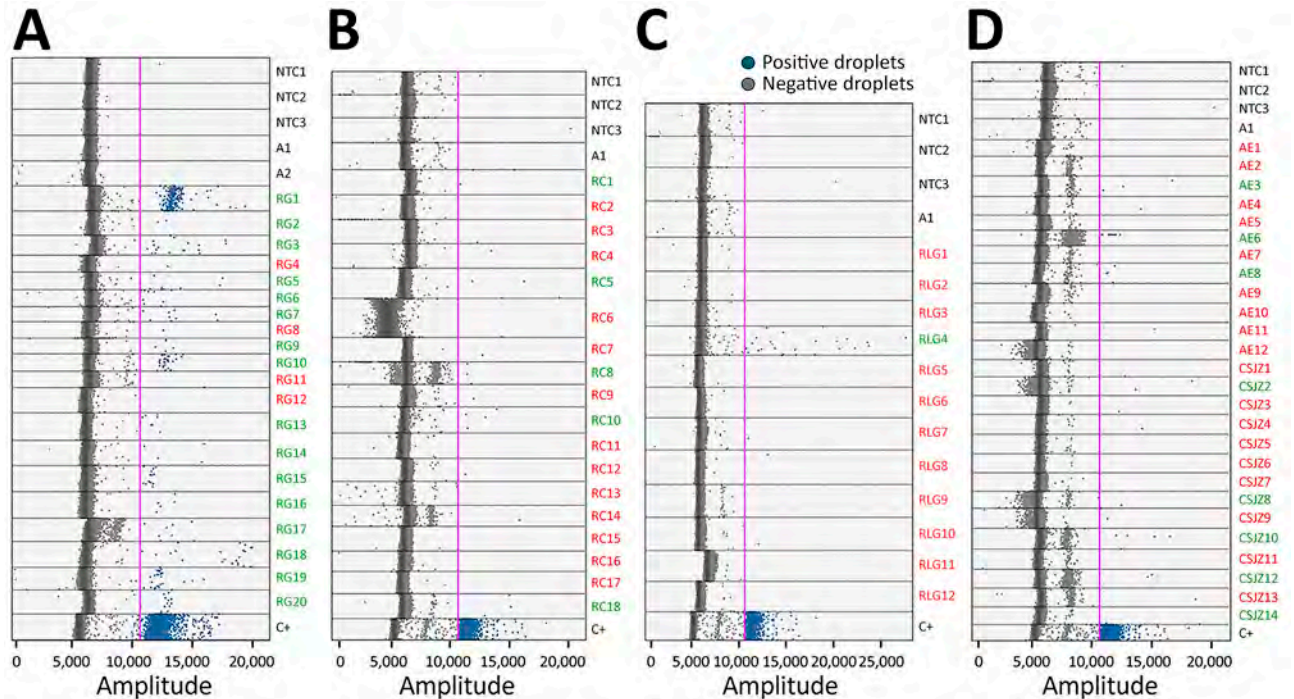 A
NTC1
NTC2
NTC3
A1
A2
RG1
RG2
RG3
RG4
RG5
RG6
RG7
RG8
RG9
RG10
RG11
RG12
RG13
RG14
RG15
RG16
RG17
RG18
RG19
RG20
C+
0 5,000 10,000 15,000 20,000
Amplitude
B
NTC1
NTC2
NTC3
A1
RC1
RC2
RC3
RC4
RC5
RC6
RC7
RC8
RC9
RC10
RC11
RC12
RC13
RC14
RC15
RC16
RC17
RC18
C+
0 5,000 10,000 15,000 20,000
Amplitude
C
Positive droplets
Negative droplets
NTC1
NTC2
NTC3
A1
RLG1
RLG2
RLG3
RLG4
RLG5
RLG6
RLG7
RLG8
RLG9
RLG10
RLG11
RLG12
C+
0 5,000 10,000 15,000 20,000 25,000
Amplitude
D
NTC1
NTC2
NTC3
A1
AE1
AE2
AE3
AE4
AE5
AE6
AE7
AE8
AE9
AE10
AE11
AE12
CSJZ1
CSJZ2
CSJZ3
CSJZ4
CSJZ5
CSJZ6
CSJZ7
CSJZ8
CSJZ9
CSJZ10
CSJZ11
CSJZ12
CSJZ13
CSJZ14
C+
0 5,000 10,000 15,000 20,000
Amplitude